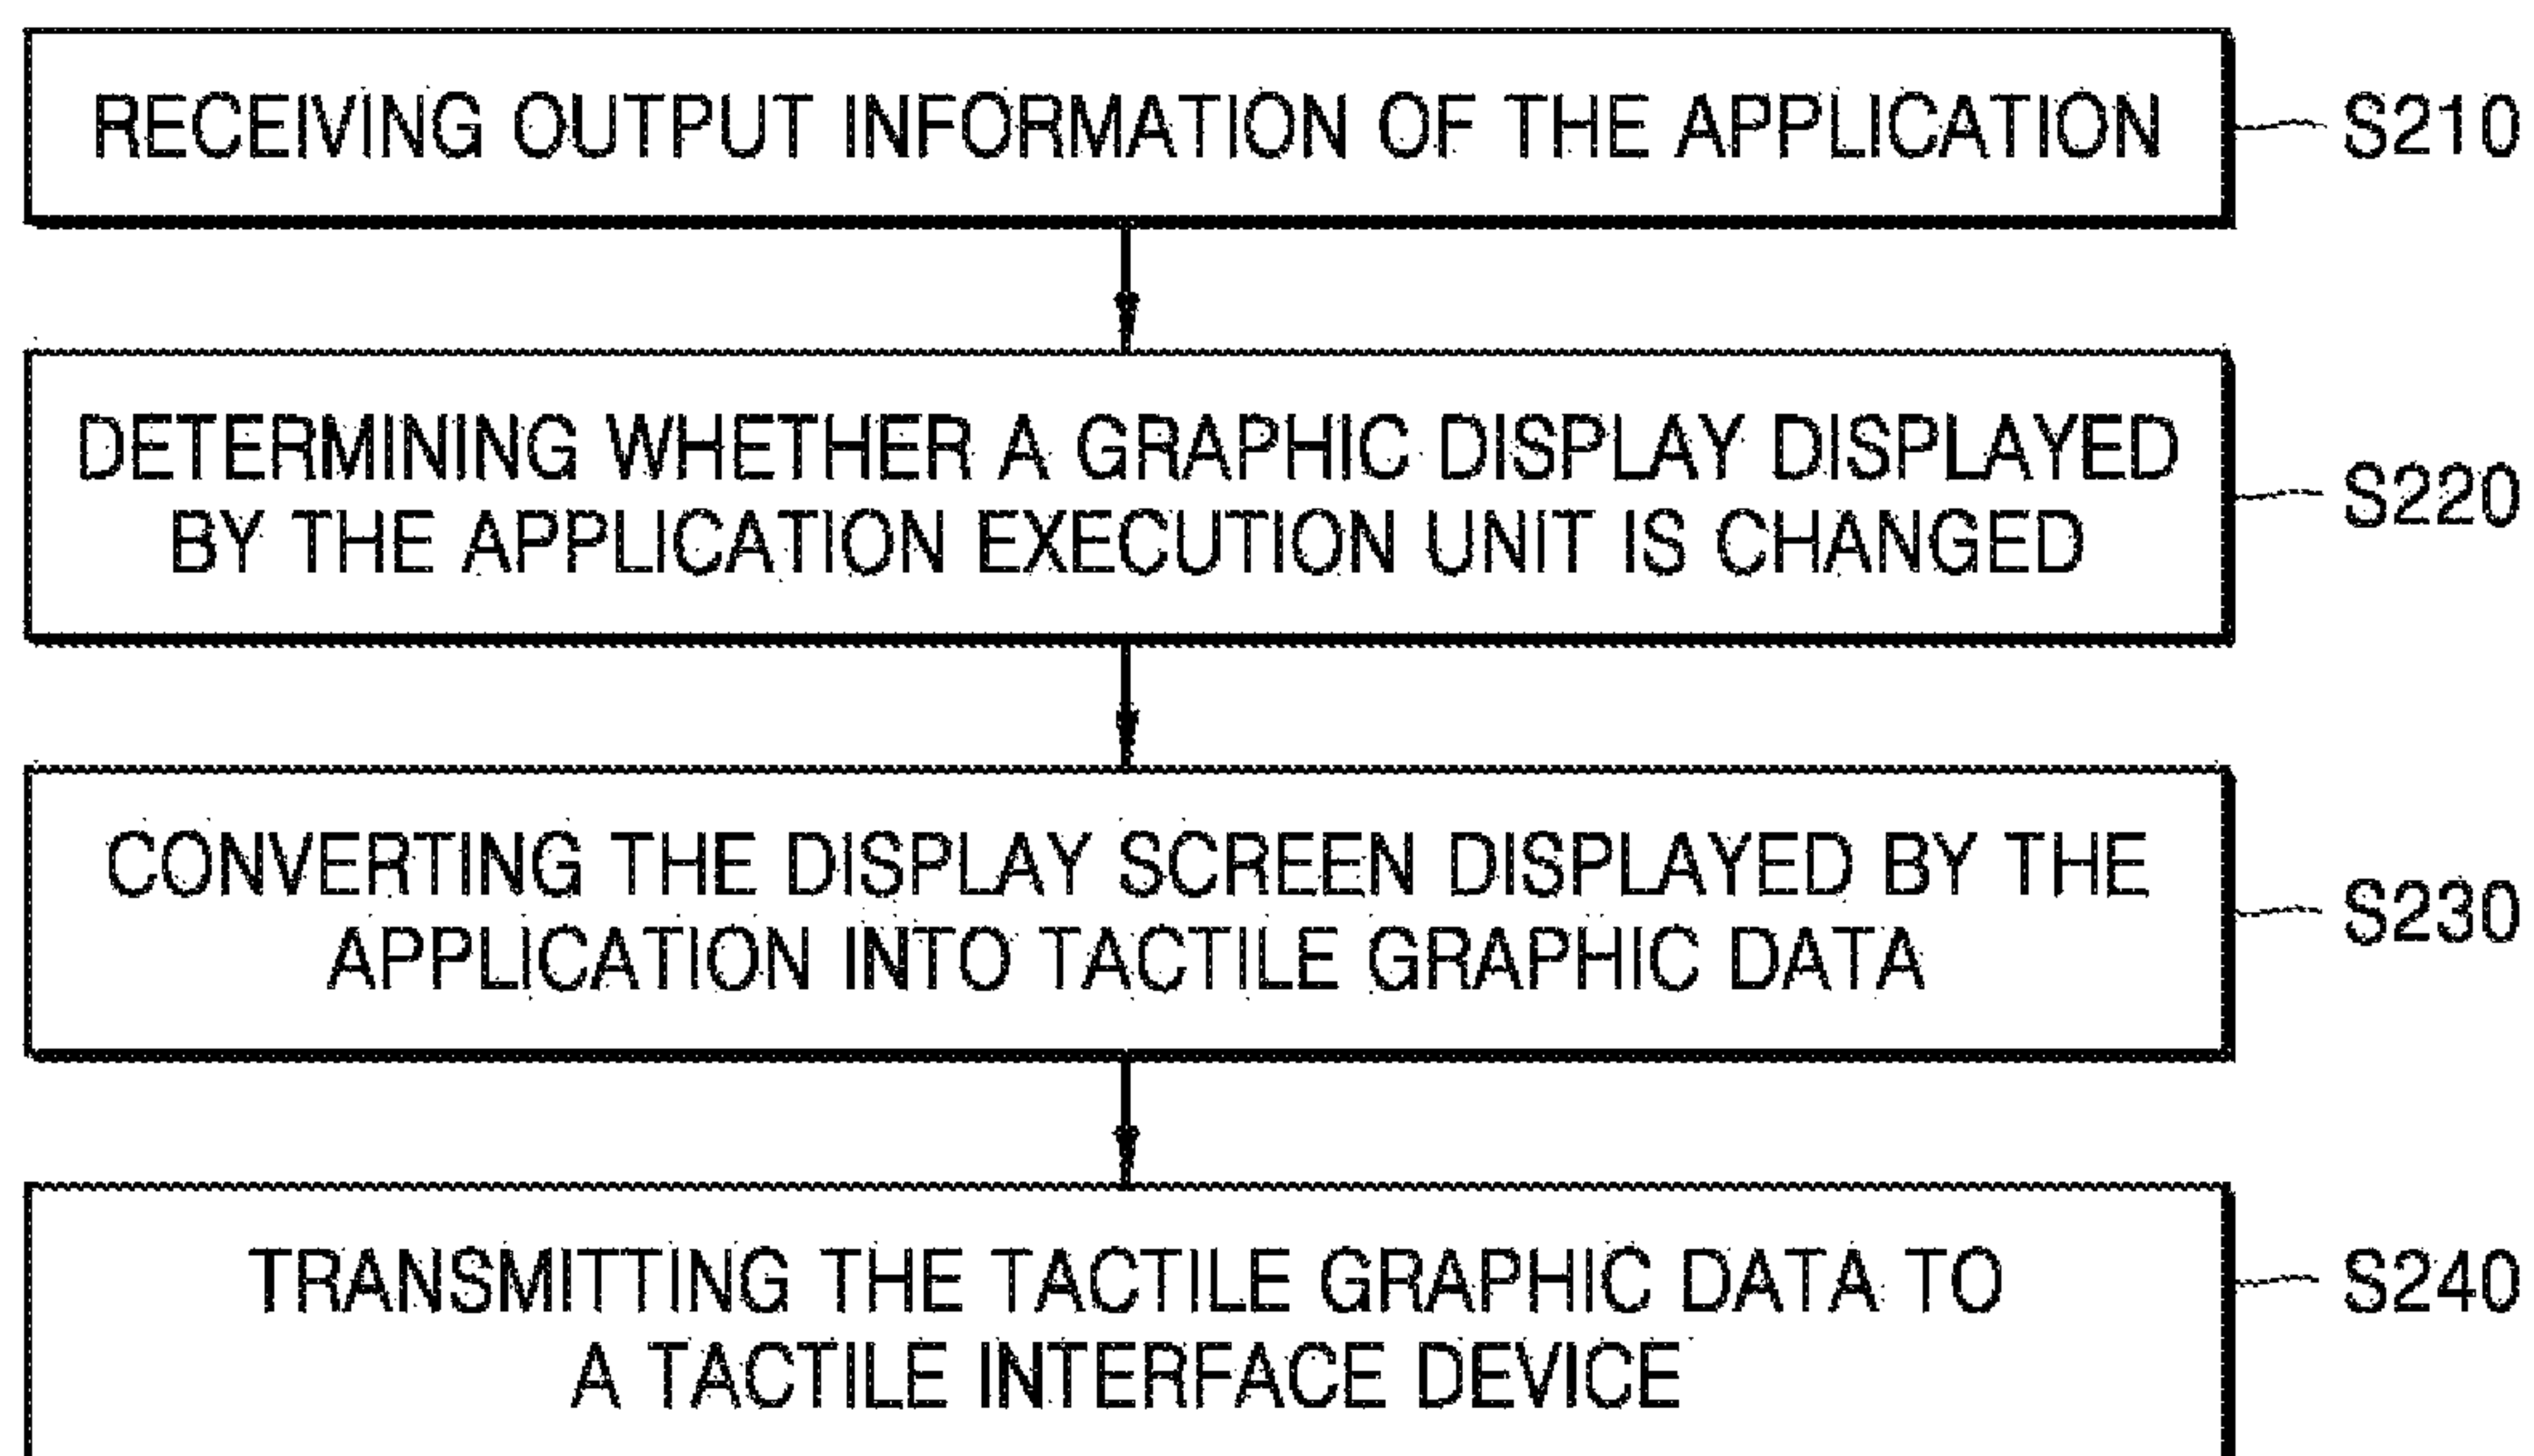 RECEIVING OUTPUT INFORMATION OF THE APPLICATION
S210
DETERMINING WHETHER A GRAPHIC DISPLAY DISPLAYED
BY THE APPLICATION EXECUTION UNIT IS CHANGED
S220
CONVERTING THE DISPLAY SCREEN DISPLAYED BY THE
APPLICATION INTO TACTILE GRAPHIC DATA
S230
TRANSMITTING THE TACTILE GRAPHIC DATA TO
A TACTILE INTERFACE DEVICE
S240